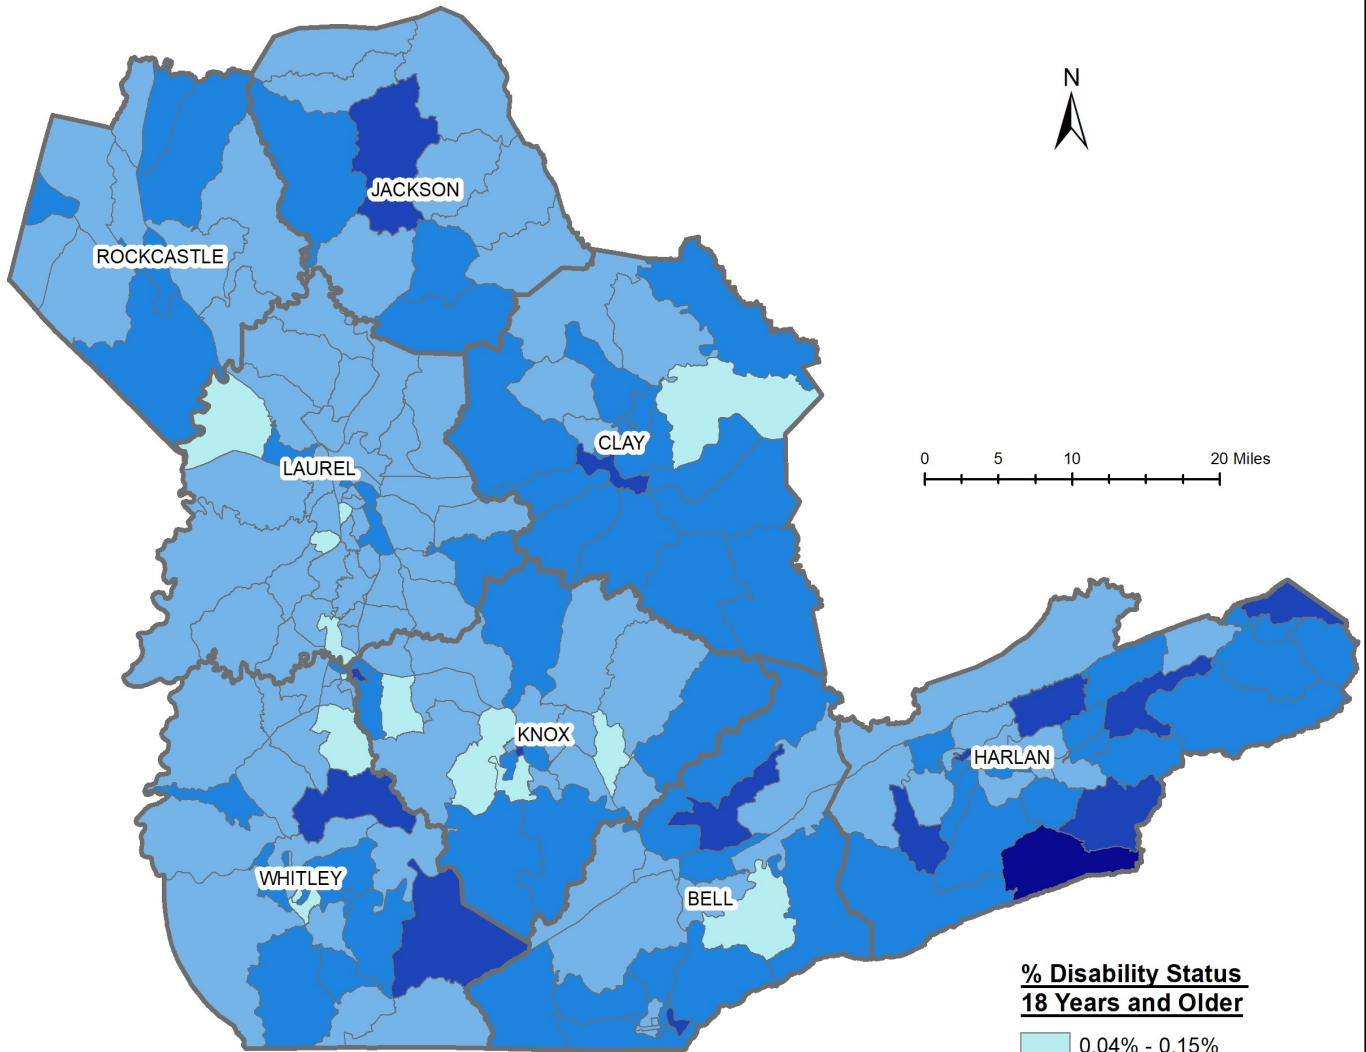 N
JACKSON
ROCKCASTLE
CLAY
LAUREL
0 5 10 20 Miles
KNOX
HARLAN
WHITLEY
BELL
% Disability Status
18 Years and Older
0.04% - 0.15%